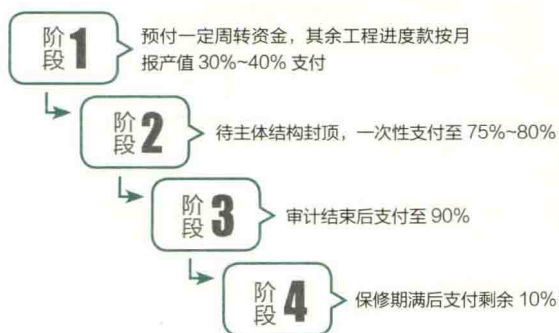 阶段1
预付一定周转资金，其余工程进度款按月
报产值 30%~40% 支付
阶段2
待主体结构封顶，一次性支付至 75%~80%
阶段3
审计结束后支付至 90%
阶段4
保修期满后支付剩余 10%